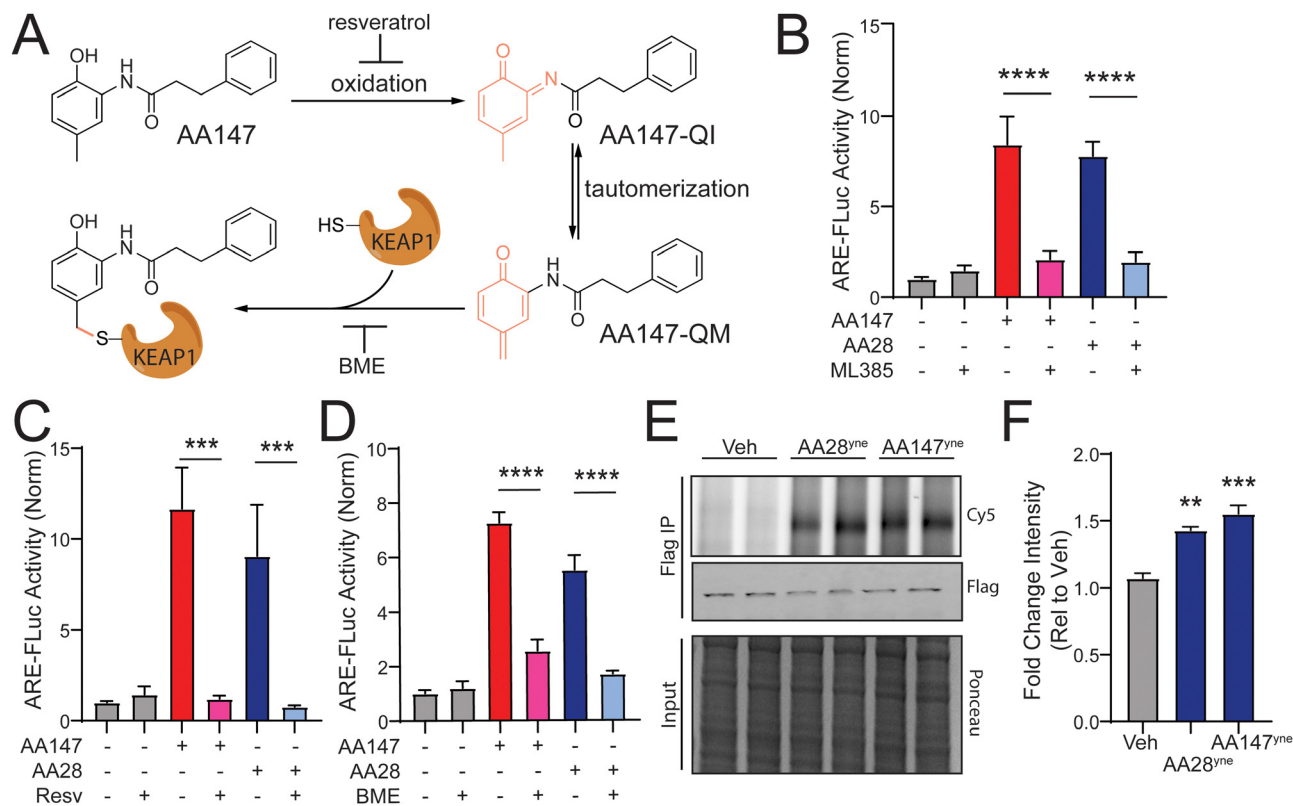 A
resveratrol
oxidation
OH
H
N
O
AA147
O
N
O
AA147-QI
tautomerization
HS
KEAP1
OH
H
N
O
S
KEAP1
BME
O
H
N
O
AA147-QM
B
ARE-FLuc Activity (Norm)
15
10
5
0
**** ****
AA147 - - + + - -
AA28 - - - - + +
ML385 - + - + - +
C
ARE-FLuc Activity (Norm)
15
10
5
0
*** ***
AA147 - - + + - -
AA28 - - - - + +
Resv - + - + - +
D
ARE-FLuc Activity (Norm)
10
8
6
4
2
0
**** ****
AA147 - - + + - -
AA28 - - - - + +
BME - + - + - +
E
Veh AA28yne AA147yne
Flag IP
Cy5
Flag
Input
Ponceau
F
Fold Change Intensity
(Rel to Veh)
2.0
1.5
1.0
0.5
0.0
** ***
Veh AA147yne
AA28yne